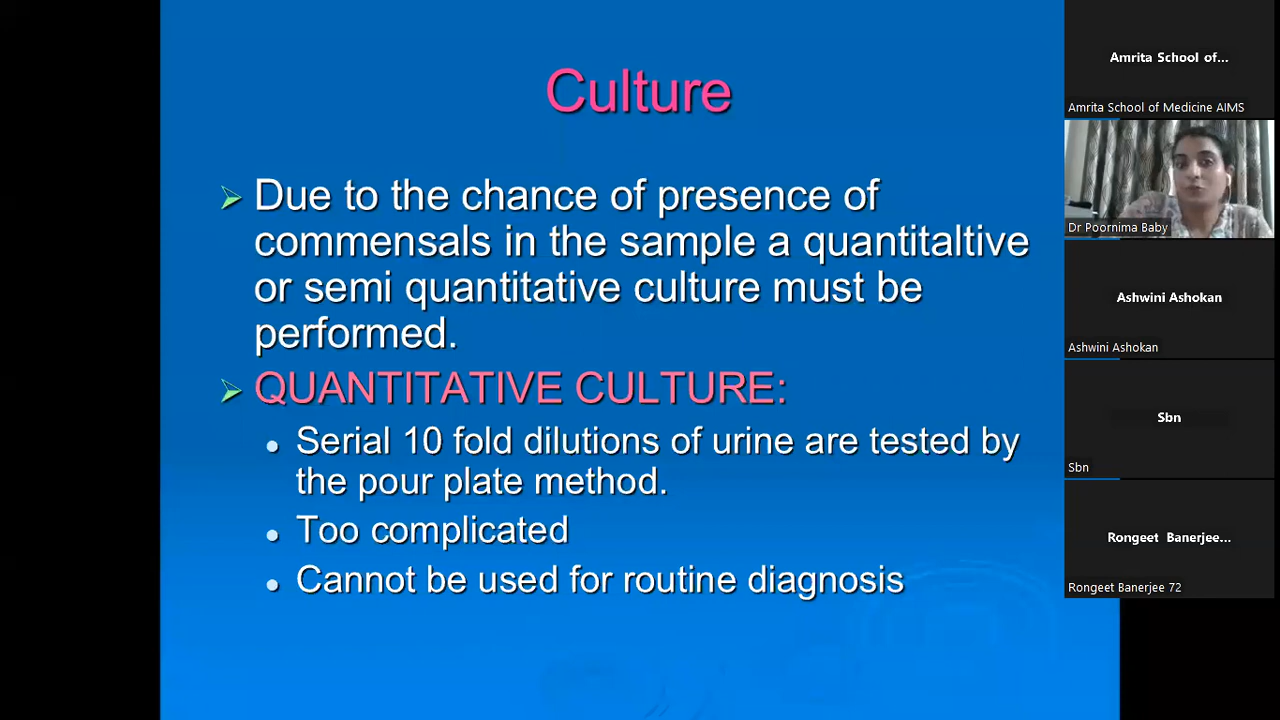 Culture
Due to the chance of presence of
commensals in the sample a quantitaltive
or semi quantitative culture must be
performed.
QUANTITATIVE CULTURE:
Serial 10 fold dilutions of urine are tested by
the pour plate method.
Too complicated
Cannot be used for routine diagnosis
Amrita School of...
Amrita School of Medicine AIMS
Dr Poornima Baby
Ashwini Ashokan
Ashwini Ashokan
Sbn
Sbn
Rongeet Banerjee...
Rongeet Banerjee 72